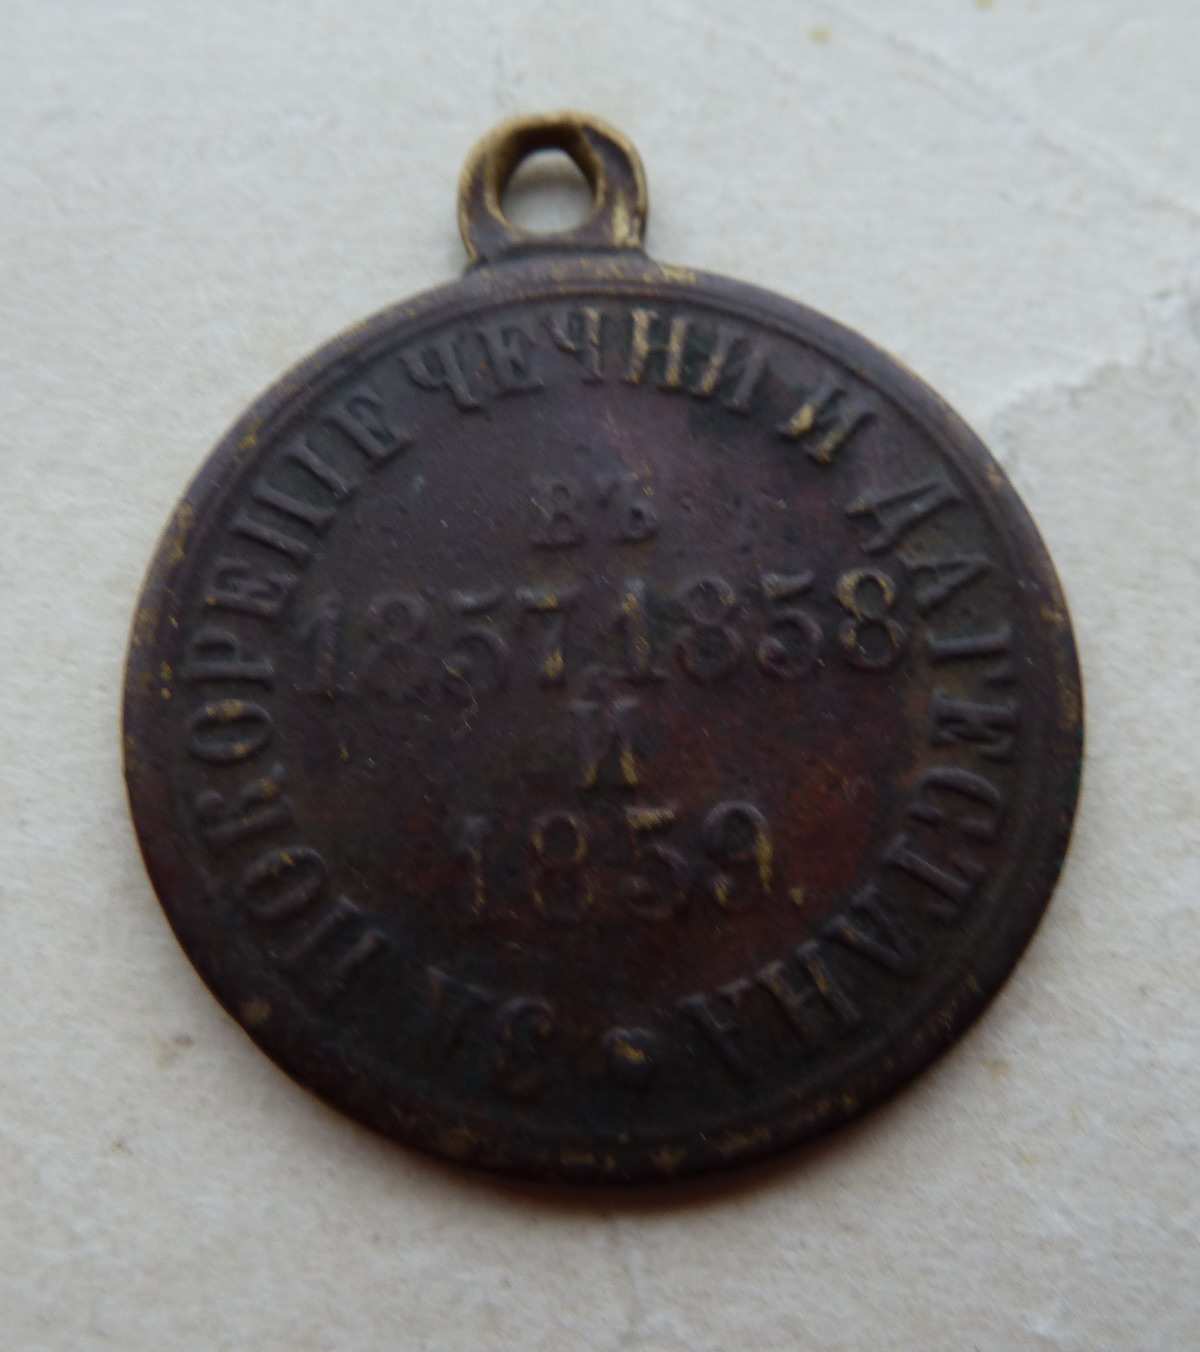 ЗА ПОКОРЕНІЕ ЧЕЧНИ И ДАГЕСТАНА
ВЪ
1857,1858
И
1859.